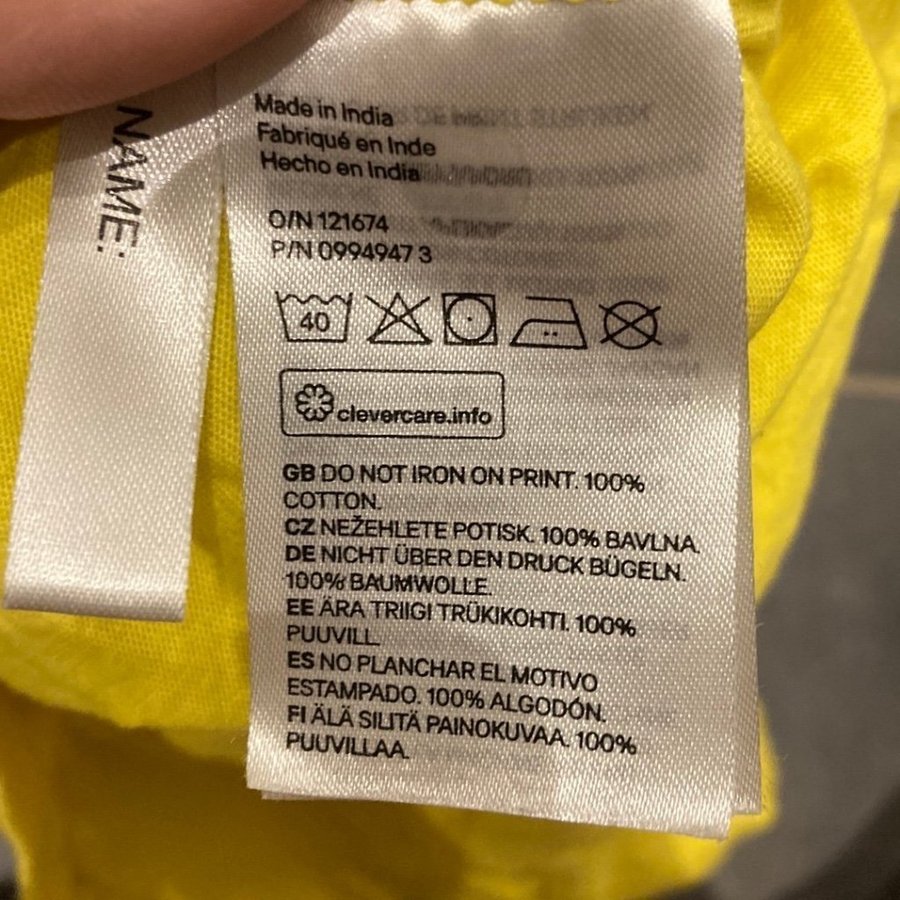 NAME:
Made in India
Fabriqué en Inde
Hecho en India
O/N 121674
P/N 0994947 3
40
clevercare.info
GB DO NOT IRON ON PRINT. 100%
COTTON.
CZ NEŽEHLETE POTISK. 100% BAVLNA.
DE NICHT ÜBER DEN DRUCK BÜGELN.
100% BAUMWOLLE.
EE ÄRA TRIIGI TRÜKIKOHTI. 100%
PUUVILL.
ES NO PLANCHAR EL MOTIVO
ESTAMPADO. 100% ALGODÓN.
FI ÄLÄ SILITÄ PAINOKUVAA. 100%
PUUVILLAA.